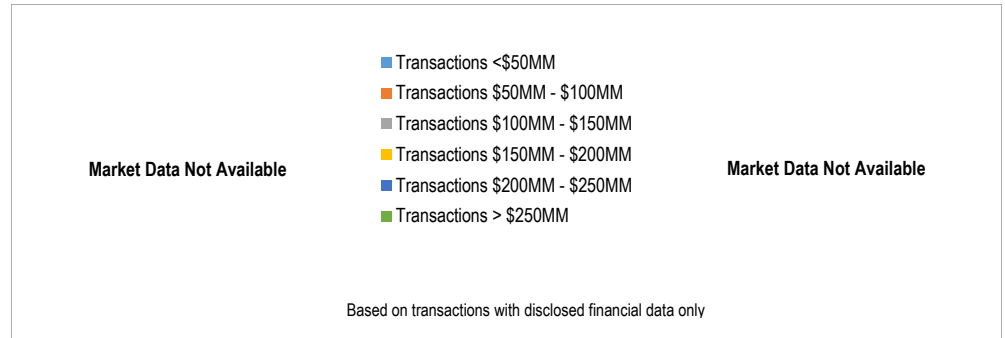 Transactions <$50MM
Transactions $50MM - $100MM
Transactions $100MM - $150MM
Transactions $150MM - $200MM
Transactions $200MM - $250MM
Transactions > $250MM
Market Data Not Available
Market Data Not Available
Based on transactions with disclosed financial data only